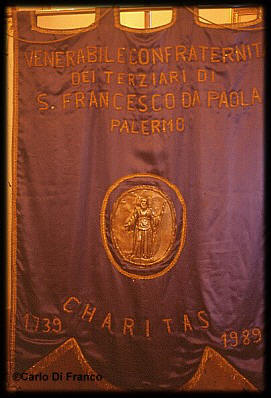 VENERABILE CONFRATERNIT
DEI TERZIARI DI
S. FRANCESCO DA PAOLA
PALERMO
CHARITAS
1739
1989
©Carlo Di Franco